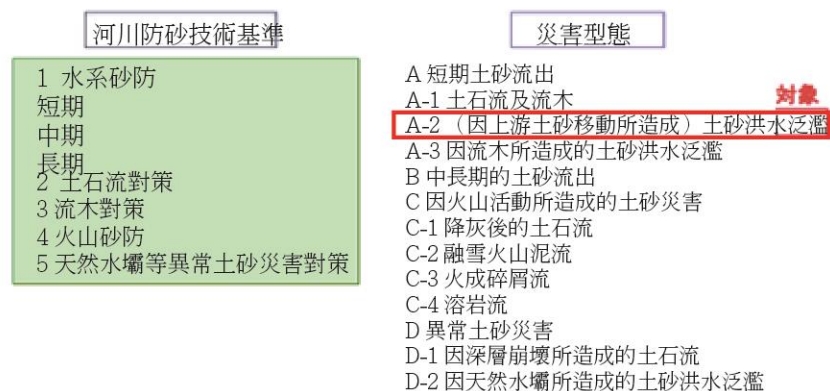 河川防砂技術基準
1 水系砂防
短期
中期
長期
2 土石流對策
3 流木對策
4 火山砂防
5 天然水壩等異常土砂災害對策
災害型態
A 短期土砂流出
A-1 土石流及流木
対象
A-2 （因上游土砂移動所造成）土砂洪水泛濫
A-3 因流木所造成的土砂洪水泛濫
B 中長期的土砂流出
C 因火山活動所造成的土砂災害
C-1 降灰後的土石流
C-2 融雪火山泥流
C-3 火成碎屑流
C-4 溶岩流
D 異常土砂災害
D-1 因深層崩壞所造成的土石流
D-2 因天然水壩所造成的土砂洪水泛濫